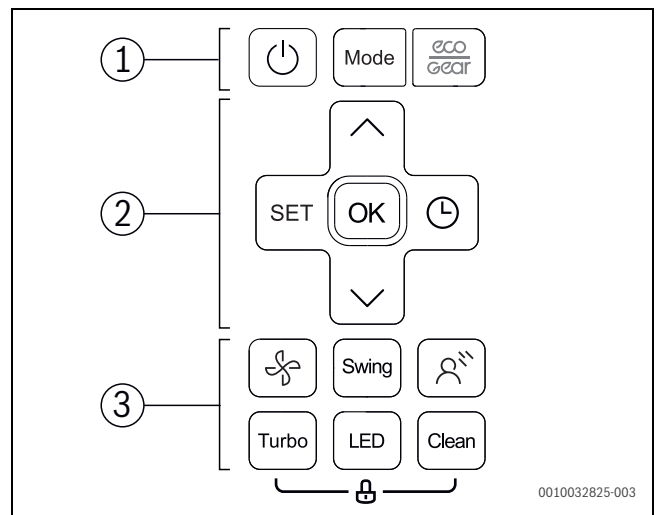 1
Mode
eco
Gear
2
SET
OK
3
Swing
Turbo
LED
Clean
0010032825-003